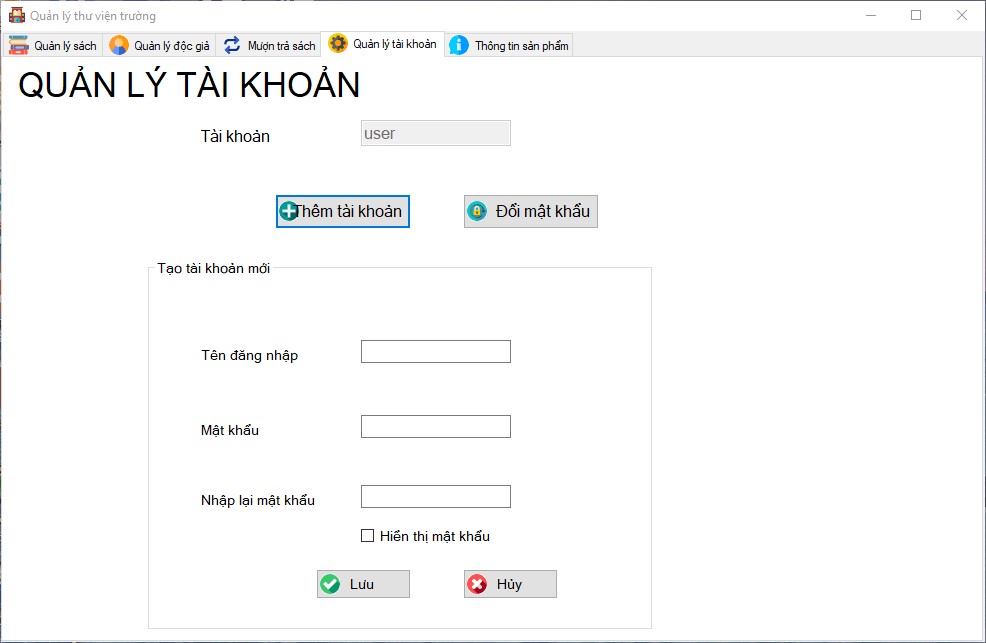 Quản lý thư viện trường
Quản lý sách Quản lý độc giả Mượn trả sách Quản lý tài khoản Thông tin sản phẩm
QUẢN LÝ TÀI KHOẢN
Tài khoản user
Thêm tài khoản Đổi mật khẩu
Tạo tài khoản mới
Tên đăng nhập
Mật khẩu
Nhập lại mật khẩu
Hiển thị mật khẩu
Lưu Hủy